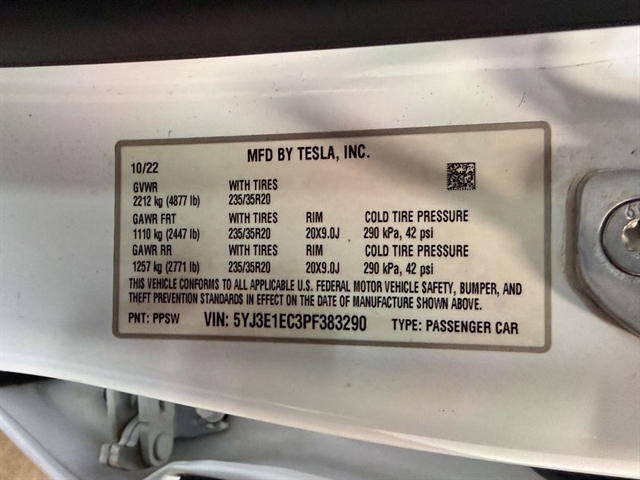 MFD BY TESLA, INC.
10/22
GVWR WITH TIRES
2212 kg (4877 lb) 235/35R20
GAWR FRT WITH TIRES RIM COLD TIRE PRESSURE
1110 kg (2447 lb) 235/35R20 20X9.0J 290 kPa, 42 psi
GAWR RR WITH TIRES RIM COLD TIRE PRESSURE
1257 kg (2771 lb) 235/35R20 20X9.0J 290 kPa, 42 psi
THIS VEHICLE CONFORMS TO ALL APPLICABLE U.S. FEDERAL MOTOR VEHICLE SAFETY, BUMPER, AND
THEFT PREVENTION STANDARDS IN EFFECT ON THE DATE OF MANUFACTURE SHOWN ABOVE.
PNT: PPSW VIN: 5YJ3E1EC3PF383290 TYPE: PASSENGER CAR